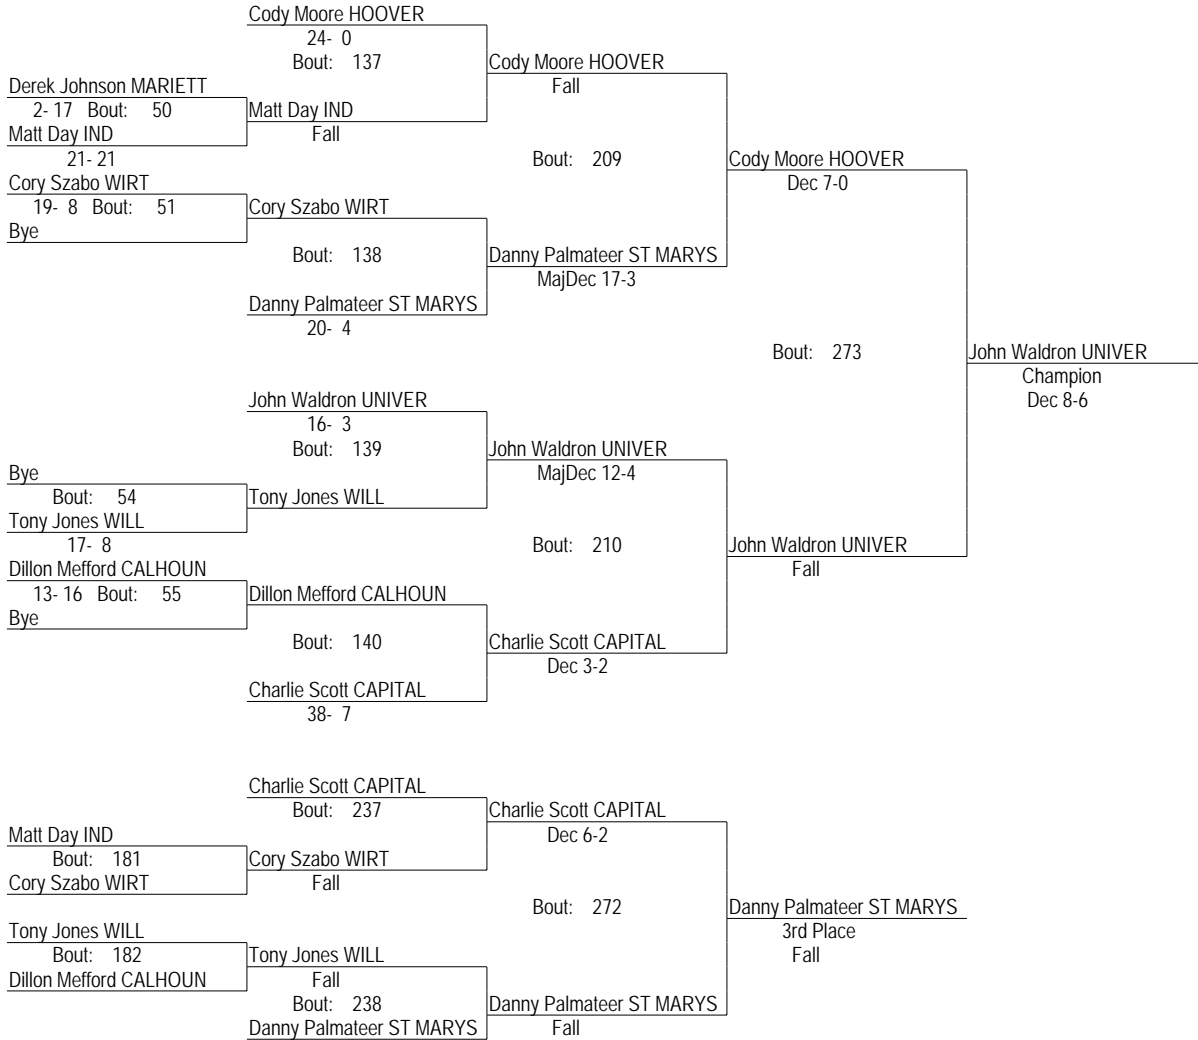 Cody Moore HOOVER
24- 0
Bout: 137
Cody Moore HOOVER
Derek Johnson MARIETT
Fall
2- 17 Bout: 50
Matt Day IND
Matt Day IND
Fall
21- 21
Bout: 209
Cody Moore HOOVER
Cory Szabo WIRT
Dec 7-0
19- 8 Bout: 51
Cory Szabo WIRT
Bye
Bout: 138
Danny Palmateer ST MARYS
MajDec 17-3
Danny Palmateer ST MARYS
20- 4
Bout: 273
John Waldron UNIVER
Champion
Dec 8-6
John Waldron UNIVER
16- 3
Bout: 139
John Waldron UNIVER
Bye
MajDec 12-4
Bout: 54
Tony Jones WILL
Tony Jones WILL
17- 8
Bout: 210
John Waldron UNIVER
Dillon Mefford CALHOUN
Fall
13- 16 Bout: 55
Dillon Mefford CALHOUN
Bye
Bout: 140
Charlie Scott CAPITAL
Dec 3-2
Charlie Scott CAPITAL
38- 7
Charlie Scott CAPITAL
Bout: 237
Charlie Scott CAPITAL
Matt Day IND
Dec 6-2
Bout: 181
Cory Szabo WIRT
Cory Szabo WIRT
Fall
Bout: 272
Danny Palmateer ST MARYS
Tony Jones WILL
3rd Place
Bout: 182
Tony Jones WILL
Fall
Dillon Mefford CALHOUN
Fall
Bout: 238
Danny Palmateer ST MARYS
Danny Palmateer ST MARYS
Fall